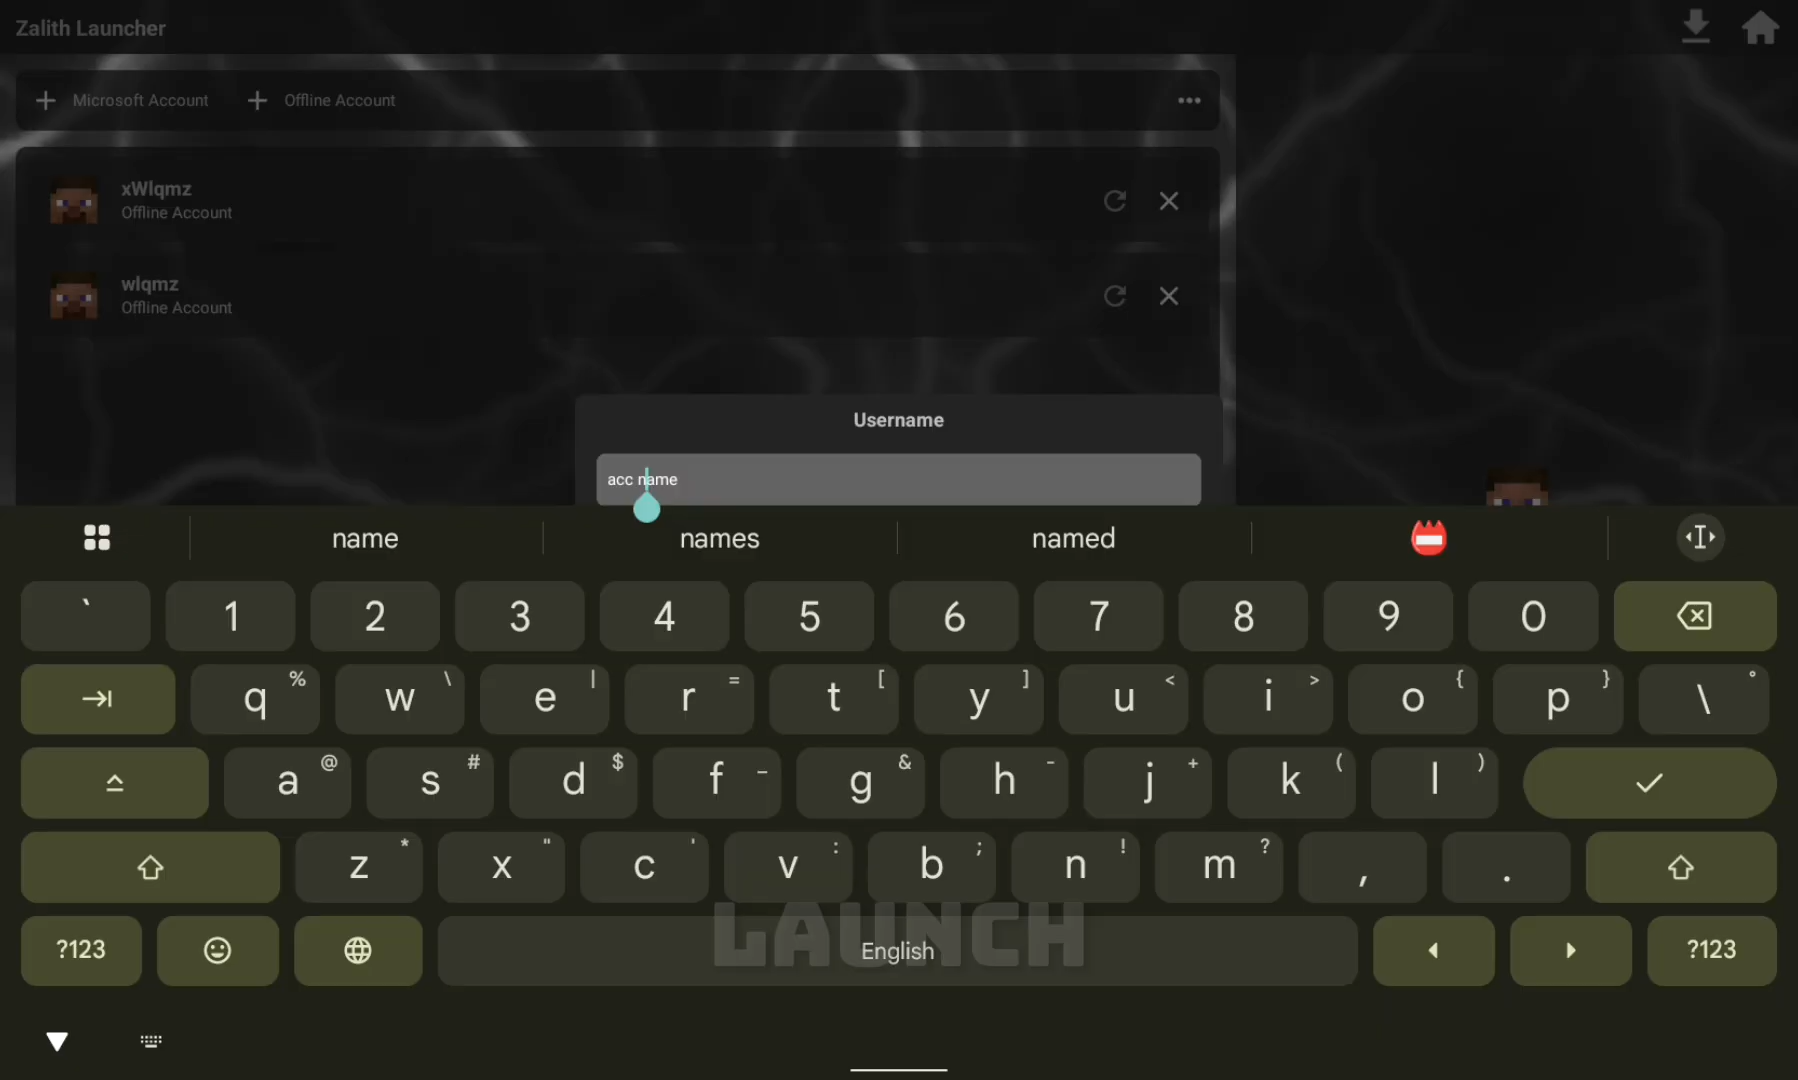 Zalith Launcher
Microsoft Account
Offline Account
xWlqmz
Offline Account
wlqmz
Offline Account
Username
acc name
name
names
named
` 1 2 3 4 5 6 7 8 9 0
q % w \ e | r = t [ y ] u < i > o { p } \ °
a @ s # d $ f _ g & h - j + k ( l )
z * x " c ' v : b ; n ! m ? , .
LAUNCH
?123 English ?123